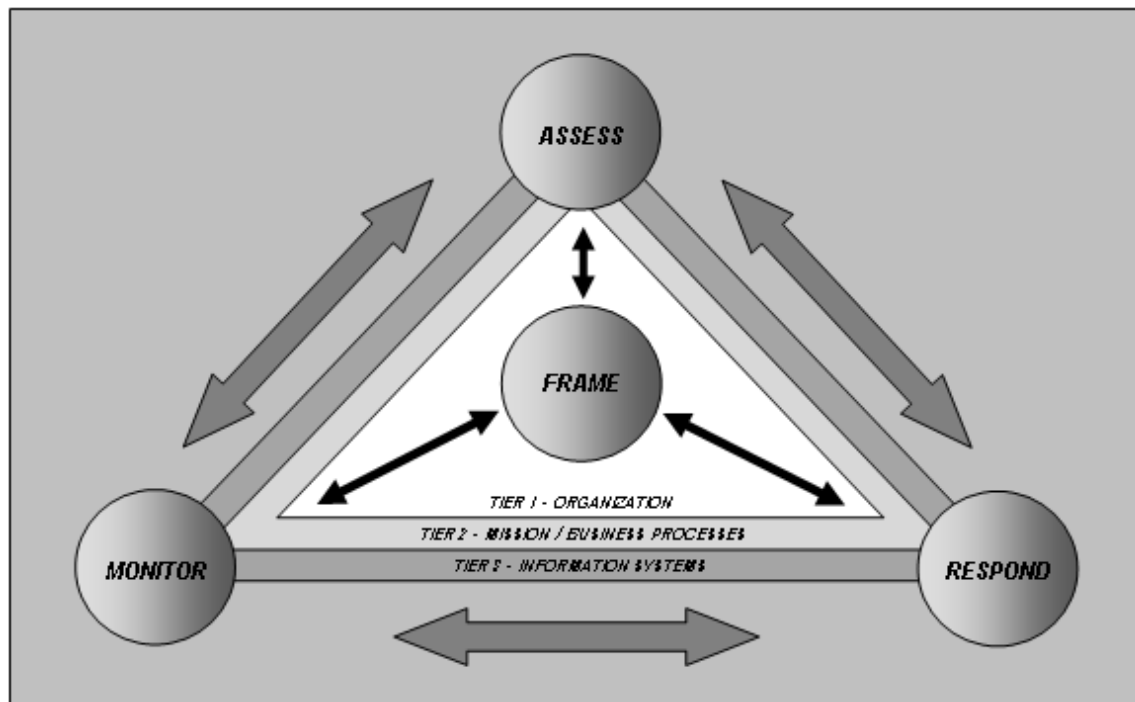 ASSESS
FRAME
TIER 1 - ORGANIZATION
TIER 2 - MISSION / BUSINESS PROCESSES
MONITOR
TIER 3 - INFORMATION SYSTEMS
RESPOND